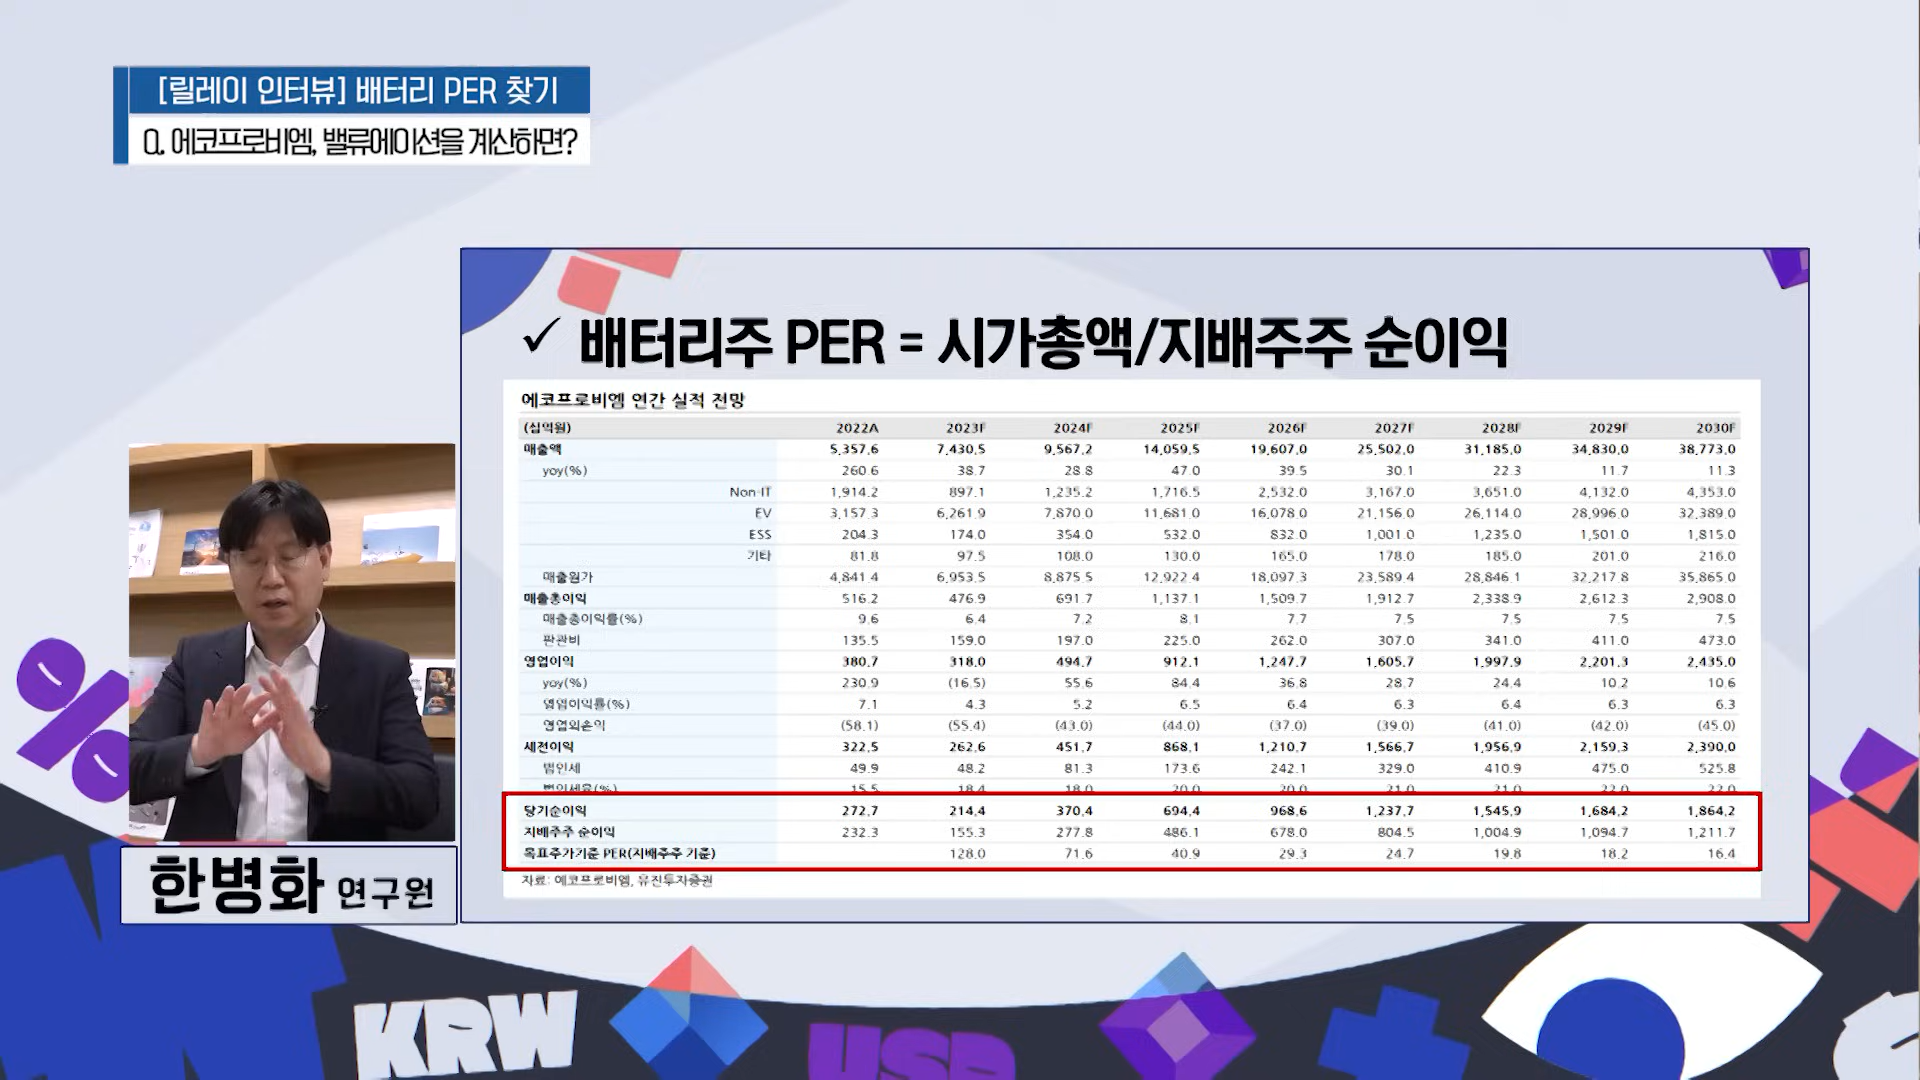 [릴레이 인터뷰] 배터리 PER 찾기
Q. 에코프로비엠, 밸류에이션을 계산하면?
✓ 배터리주 PER = 시가총액/지배주주 순이익
에코프로비엠 연간 실적 전망
(십억원) 2022A 2023F 2024F 2025F 2026F 2027F 2028F 2029F 2030F
매출액 5,357.6 7,430.5 9,567.2 14,059.5 19,607.0 25,502.0 31,185.0 34,830.0 38,773.0
yoy(%) 260.6 38.7 28.8 47.0 39.5 30.1 22.3 11.7 11.3
Non-IT 1,914.2 897.1 1,235.2 1,716.5 2,532.0 3,167.0 3,651.0 4,132.0 4,353.0
EV 3,157.3 6,261.9 7,870.0 11,681.0 16,078.0 21,156.0 26,114.0 28,996.0 32,389.0
ESS 204.3 174.0 354.0 532.0 832.0 1,001.0 1,235.0 1,501.0 1,815.0
기타 81.8 97.5 108.0 130.0 165.0 178.0 185.0 201.0 216.0
매출원가 4,841.4 6,953.5 8,875.5 12,922.4 18,097.3 23,589.4 28,846.1 32,217.8 35,865.0
매출총이익 516.2 476.9 691.7 1,137.1 1,509.7 1,912.7 2,338.9 2,612.3 2,908.0
매출총이익률(%) 9.6 6.4 7.2 8.1 7.7 7.5 7.5 7.5 7.5
판관비 135.5 159.0 197.0 225.0 262.0 307.0 341.0 411.0 473.0
영업이익 380.7 318.0 494.7 912.1 1,247.7 1,605.7 1,997.9 2,201.3 2,435.0
yoy(%) 230.9 (16.5) 55.6 84.4 36.8 28.7 24.4 10.2 10.6
영업이익률(%) 7.1 4.3 5.2 6.5 6.4 6.3 6.4 6.3 6.3
영업외손익 (58.1) (55.4) (43.0) (44.0) (37.0) (39.0) (41.0) (42.0) (45.0)
세전이익 322.5 262.6 451.7 868.1 1,210.7 1,566.7 1,956.9 2,159.3 2,390.0
법인세 49.9 48.2 81.3 173.6 242.1 329.0 410.9 475.0 525.8
법인세율(%) 15.5 18.4 18.0 20.0 20.0 21.0 21.0 22.0 22.0
당기순이익 272.7 214.4 370.4 694.4 968.6 1,237.7 1,545.9 1,684.2 1,864.2
지배주주 순이익 232.3 155.3 277.8 486.1 678.0 804.5 1,004.9 1,094.7 1,211.7
목표주가기준 PER(지배주주 기준) 128.0 71.6 40.9 29.3 24.7 19.8 18.2 16.4
자료: 에코프로비엠, 유진투자증권
한병화 연구원
%
KRW
USD